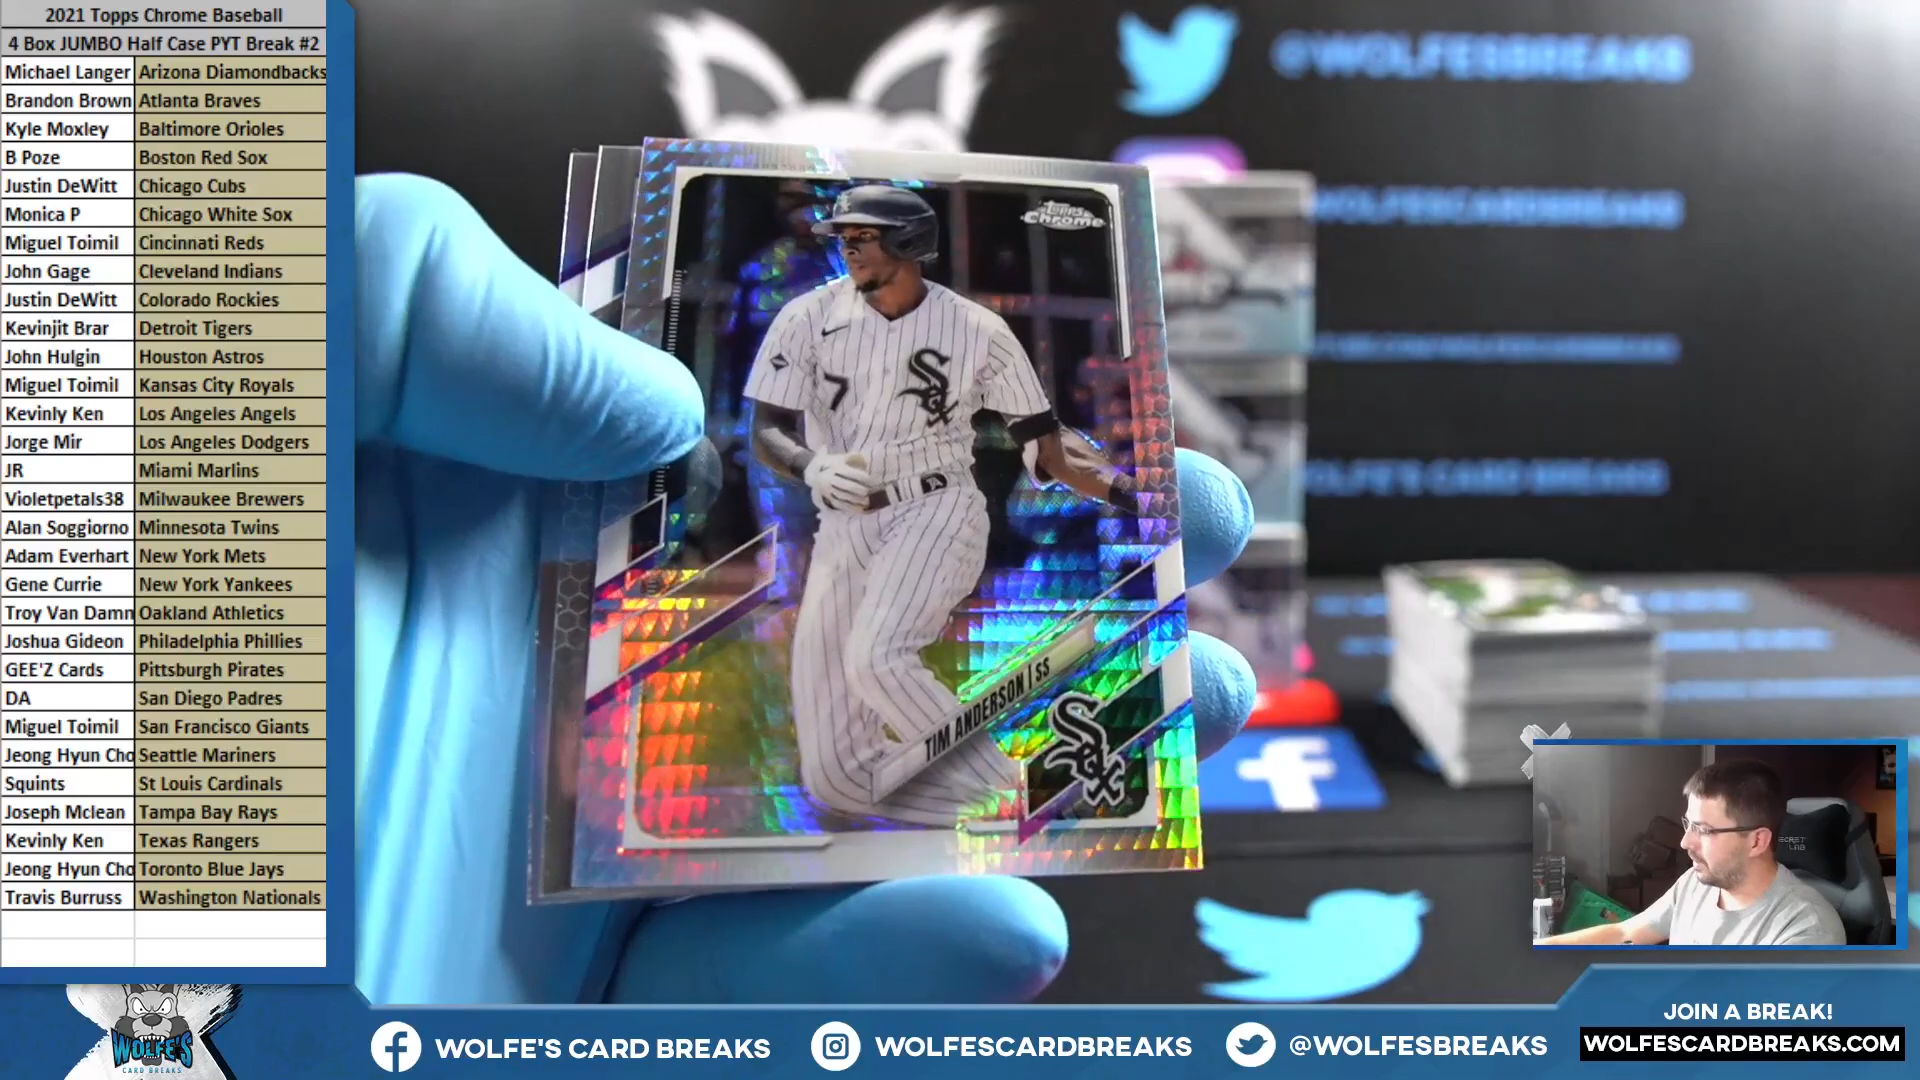 2021 Topps Chrome Baseball
4 Box JUMBO Half Case PYT Break #2
Michael Langer Arizona Diamondbacks
Brandon Brown Atlanta Braves
Kyle Moxley Baltimore Orioles
B Poze Boston Red Sox
Justin DeWitt Chicago Cubs
Monica P Chicago White Sox
Miguel Toimil Cincinnati Reds
John Gage Cleveland Indians
Justin DeWitt Colorado Rockies
Kevinjit Brar Detroit Tigers
John Hulgin Houston Astros
Miguel Toimil Kansas City Royals
Kevinly Ken Los Angeles Angels
Jorge Mir Los Angeles Dodgers
JR Miami Marlins
Violetpetals38 Milwaukee Brewers
Alan Soggiorno Minnesota Twins
Adam Everhart New York Mets
Gene Currie New York Yankees
Troy Van Damn Oakland Athletics
Joshua Gideon Philadelphia Phillies
GEE'Z Cards Pittsburgh Pirates
DA San Diego Padres
Miguel Toimil San Francisco Giants
Jeong Hyun Cho Seattle Mariners
Squints St Louis Cardinals
Joseph Mclean Tampa Bay Rays
Kevinly Ken Texas Rangers
Jeong Hyun Cho Toronto Blue Jays
Travis Burruss Washington Nationals
@WOLFESBREAKS
WOLFESCARDBREAKS
WOLFE'S CARD BREAKS
Topps
Chrome
7
Sox
TIM ANDERSON | SS
Sox
SECRET
LAB
WOLFE'S
CARD BREAKS
WOLFE'S CARD BREAKS
WOLFESCARDBREAKS
@WOLFESBREAKS
JOIN A BREAK!
WOLFESCARDBREAKS.COM